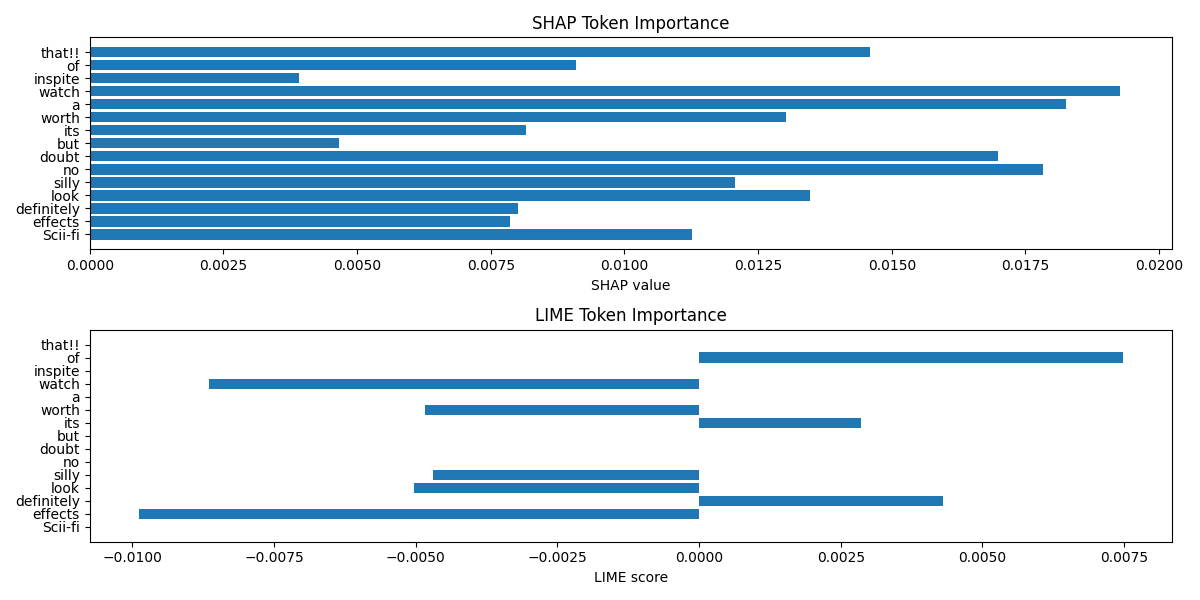 SHAP Token Importance
that!!
of
inspite
watch
a
worth
its
but
doubt
no
silly
look
definitely
effects
Scii-fi
0.0000 0.0025 0.0050 0.0075 0.0100 0.0125 0.0150 0.0175 0.0200
SHAP value
LIME Token Importance
that!!
of
inspite
watch
a
worth
its
but
doubt
no
silly
look
definitely
effects
Scii-fi
−0.0100 −0.0075 −0.0050 −0.0025 0.0000 0.0025 0.0050 0.0075
LIME score